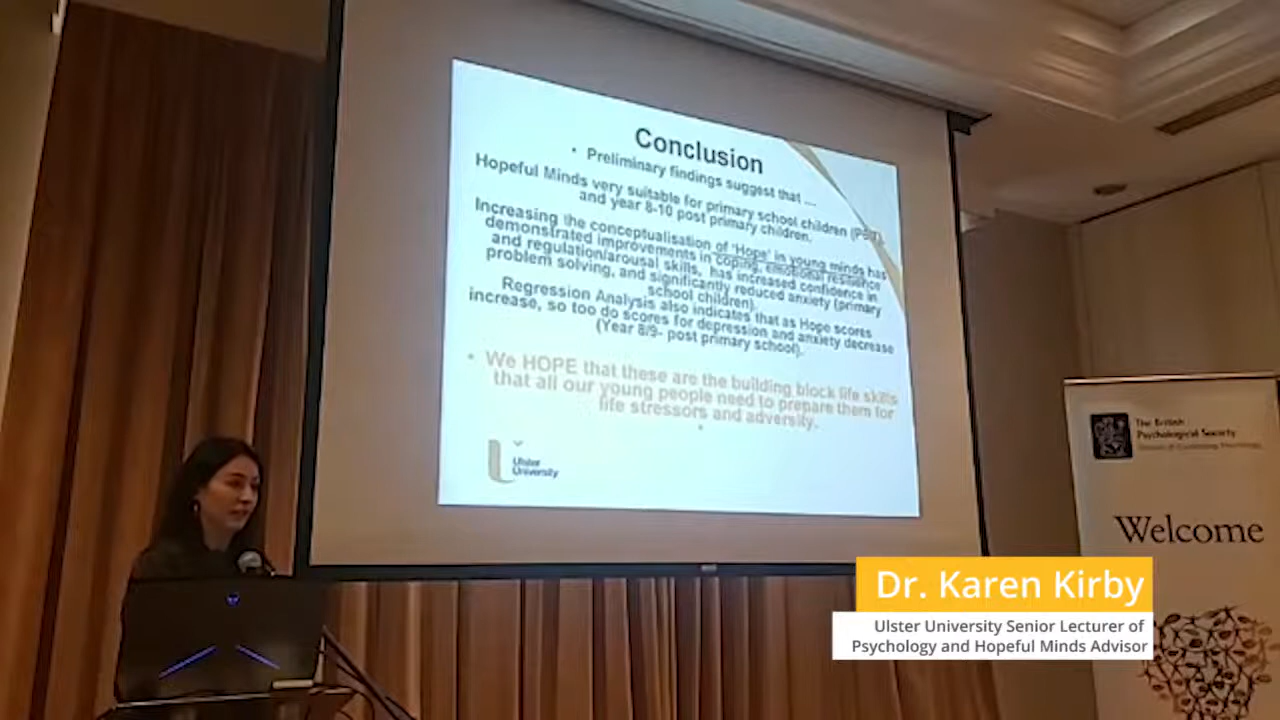 Conclusion
• Preliminary findings suggest that ....
Hopeful Minds very suitable for primary school children
and year 8-10 post primary children.
Increasing the conceptualisation of 'Hope' in young minds has
demonstrated improvements in coping, emotional resilience
and regulation/arousal skills, has increased confidence in
problem solving, and significantly reduced anxiety (primary
school children).
Regression Analysis also indicates that as Hope scores
increase, so too do scores for depression and anxiety decrease
(Year 8/9- post primary school).
• We HOPE that these are the building block life skills
that all our young people need to prepare them for
life stressors and adversity.
Ulster
University
The British
Psychological Society
Welcome
Dr. Karen Kirby
Ulster University Senior Lecturer of
Psychology and Hopeful Minds Advisor